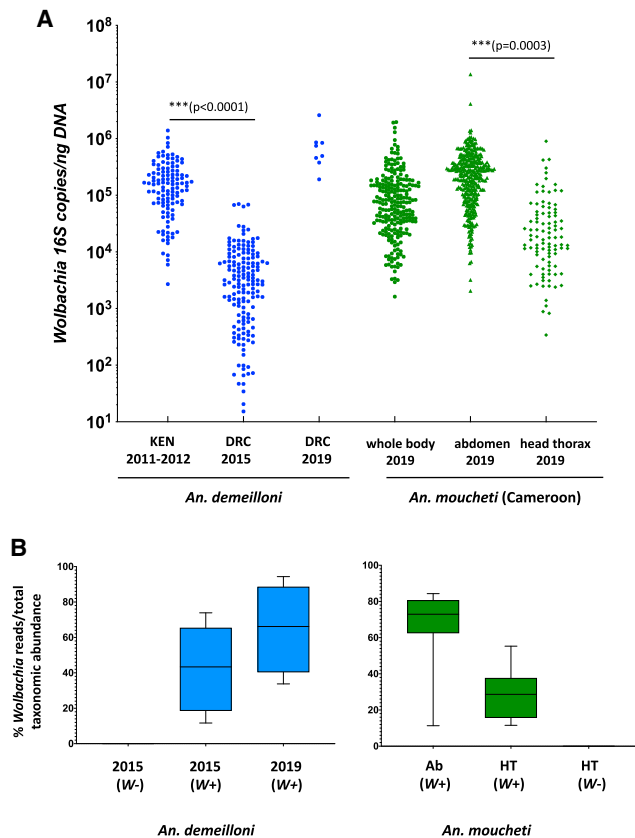 A
Wolbachia 16S copies/ng DNA
10^8
10^7
10^6
10^5
10^4
10^3
10^2
10^1
***(p<0.0001)
***(p=0.0003)
KEN DRC DRC whole body abdomen head thorax
2011-2012 2015 2019 2019 2019 2019
An. demeilloni An. moucheti (Cameroon)
B
% Wolbachia reads/total
taxonomic abundance
100
80
60
40
20
0
2015 2015 2019
(W-) (W+) (W+)
An. demeilloni
100
80
60
40
20
0
Ab HT HT
(W+) (W+) (W-)
An. moucheti